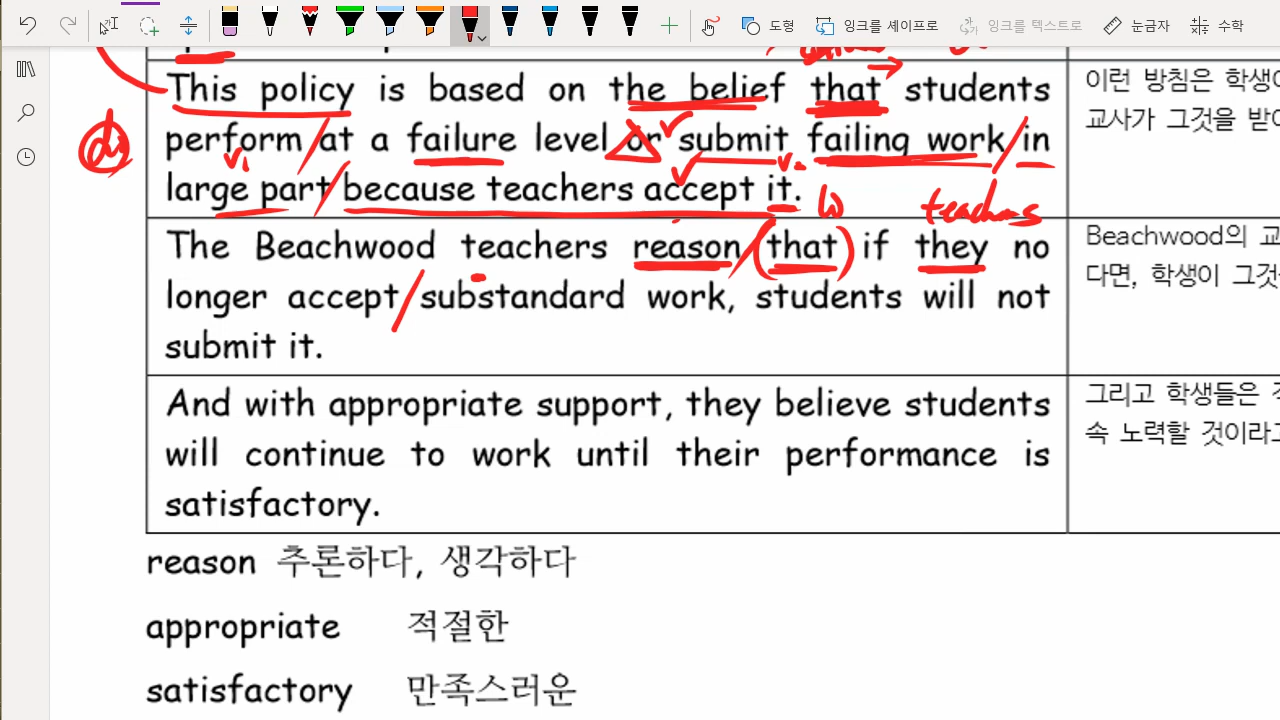 도형
잉크를 셰이프로
잉크를 텍스트로
눈금자
수학
This policy is based on the belief that students
perform at a failure level or submit failing work in
large part because teachers accept it.
V1
teachers
The Beachwood teachers reason that if they no
longer accept substandard work, students will not
submit it.
And with appropriate support, they believe students
will continue to work until their performance is
satisfactory.
이런 방침은 학생이
교사가 그것을 받아
Beachwood의 교
다면, 학생이 그것
그리고 학생들은
속 노력할 것이라고
reason 추론하다, 생각하다
appropriate 적절한
satisfactory 만족스러운